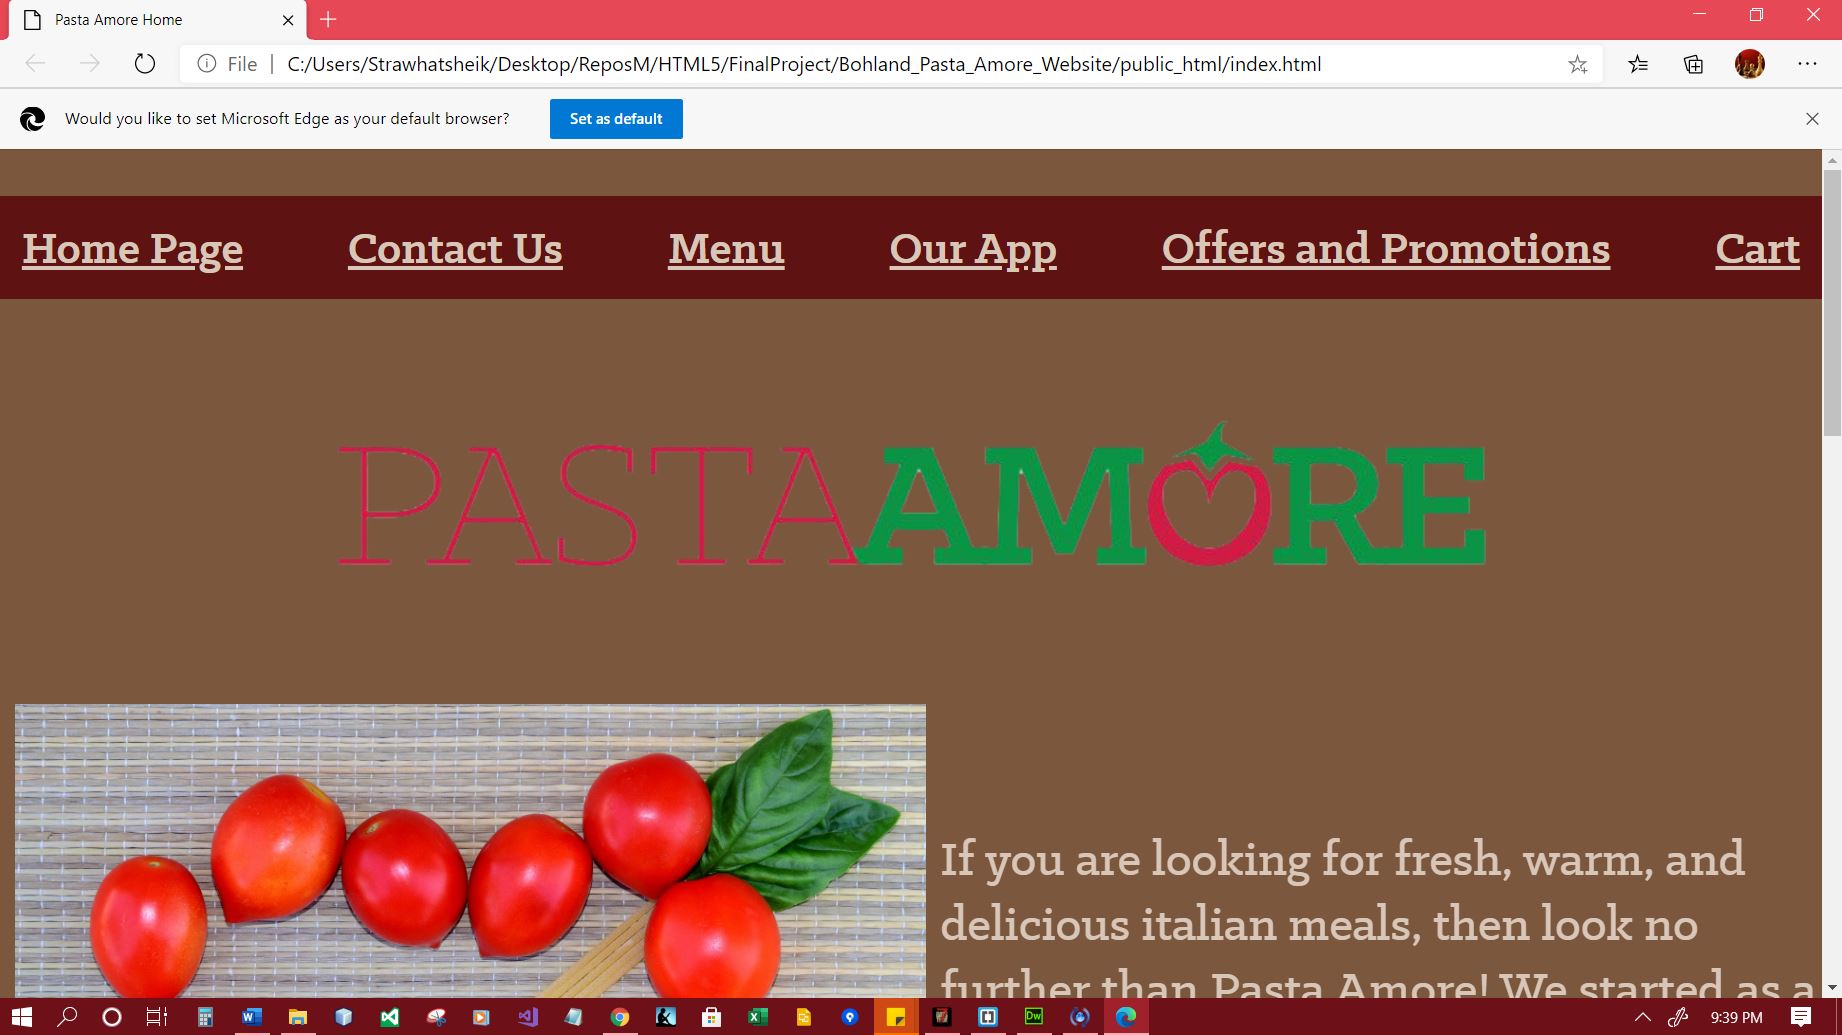 Pasta Amore Home
File | C:/Users/Strawhatsheik/Desktop/ReposM/HTML5/FinalProject/Bohland_Pasta_Amore_Website/public_html/index.html
Would you like to set Microsoft Edge as your default browser? Set as default
Home Page Contact Us Menu Our App Offers and Promotions Cart
PASTAAMORE
If you are looking for fresh, warm, and
delicious italian meals, then look no
further than Pasta Amore! We started as a
Dw
9:39 PM